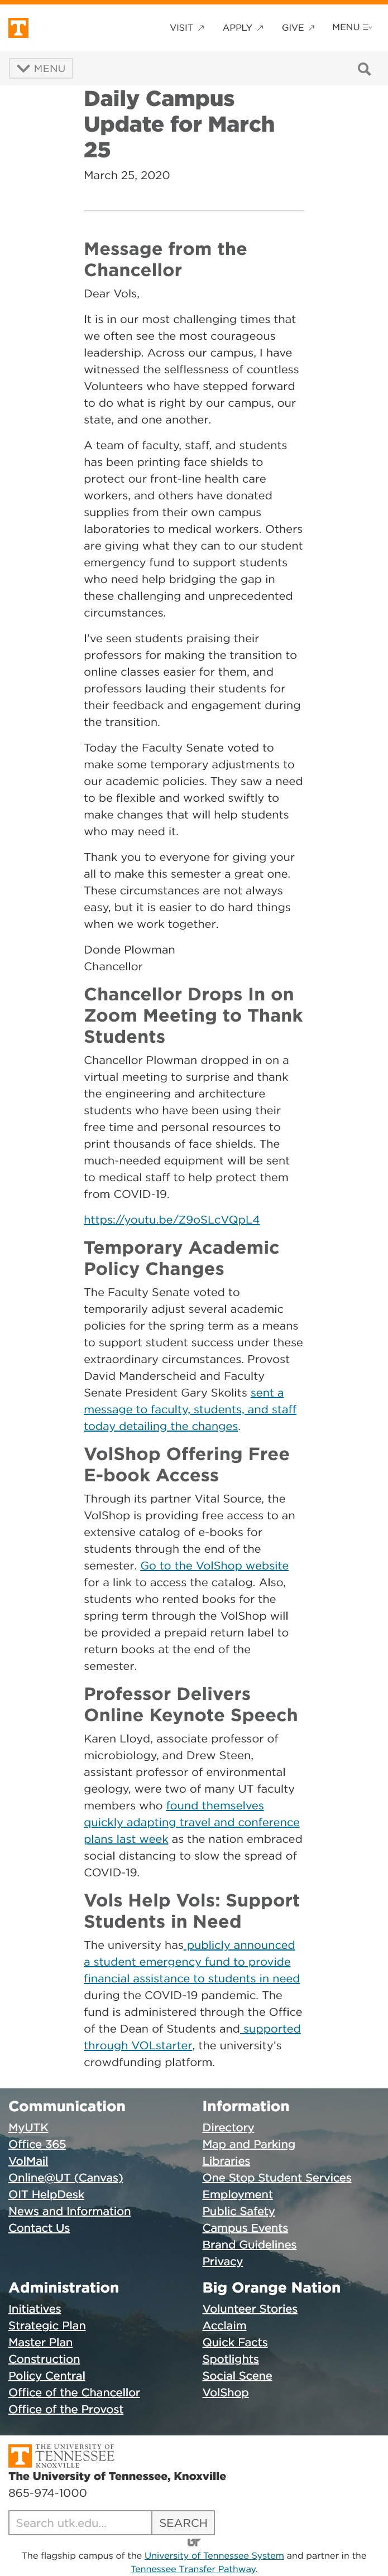 T
VISIT ↗ APPLY ↗ GIVE ↗ MENU
MENU
Daily Campus
Update for March
25
March 25, 2020
Message from the
Chancellor
Dear Vols,
It is in our most challenging times that
we often see the most courageous
leadership. Across our campus, I have
witnessed the selflessness of countless
Volunteers who have stepped forward
to do what is right by our campus, our
state, and one another.
A team of faculty, staff, and students
has been printing face shields to
protect our front-line health care
workers, and others have donated
supplies from their own campus
laboratories to medical workers. Others
are giving what they can to our student
emergency fund to support students
who need help bridging the gap in
these challenging and unprecedented
circumstances.
I’ve seen students praising their
professors for making the transition to
online classes easier for them, and
professors lauding their students for
their feedback and engagement during
the transition.
Today the Faculty Senate voted to
make some temporary adjustments to
our academic policies. They saw a need
to be flexible and worked swiftly to
make changes that will help students
who may need it.
Thank you to everyone for giving your
all to make this semester a great one.
These circumstances are not always
easy, but it is easier to do hard things
when we work together.
Donde Plowman
Chancellor
Chancellor Drops In on
Zoom Meeting to Thank
Students
Chancellor Plowman dropped in on a
virtual meeting to surprise and thank
the engineering and architecture
students who have been using their
free time and personal resources to
print thousands of face shields. The
much-needed equipment will be sent
to medical staff to help protect them
from COVID-19.
https://youtu.be/Z9oSLcVQpL4
Temporary Academic
Policy Changes
The Faculty Senate voted to
temporarily adjust several academic
policies for the spring term as a means
to support student success under these
extraordinary circumstances. Provost
David Manderscheid and Faculty
Senate President Gary Skolits sent a
message to faculty, students, and staff
today detailing the changes.
VolShop Offering Free
E-book Access
Through its partner Vital Source, the
VolShop is providing free access to an
extensive catalog of e-books for
students through the end of the
semester. Go to the VolShop website
for a link to access the catalog. Also,
students who rented books for the
spring term through the VolShop will
be provided a prepaid return label to
return books at the end of the
semester.
Professor Delivers
Online Keynote Speech
Karen Lloyd, associate professor of
microbiology, and Drew Steen,
assistant professor of environmental
geology, were two of many UT faculty
members who found themselves
quickly adapting travel and conference
plans last week as the nation embraced
social distancing to slow the spread of
COVID-19.
Vols Help Vols: Support
Students in Need
The university has publicly announced
a student emergency fund to provide
financial assistance to students in need
during the COVID-19 pandemic. The
fund is administered through the Office
of the Dean of Students and supported
through VOLstarter, the university’s
crowdfunding platform.
Communication
MyUTK
Office 365
VolMail
Online@UT (Canvas)
OIT HelpDesk
News and Information
Contact Us
Information
Directory
Map and Parking
Libraries
One Stop Student Services
Employment
Public Safety
Campus Events
Brand Guidelines
Privacy
Administration
Initiatives
Strategic Plan
Master Plan
Construction
Policy Central
Office of the Chancellor
Office of the Provost
Big Orange Nation
Volunteer Stories
Acclaim
Quick Facts
Spotlights
Social Scene
VolShop
T
THE UNIVERSITY OF
TENNESSEE
KNOXVILLE
The University of Tennessee, Knoxville
865-974-1000
Search utk.edu... SEARCH
UT
The flagship campus of the University of Tennessee System and partner in the
Tennessee Transfer Pathway.